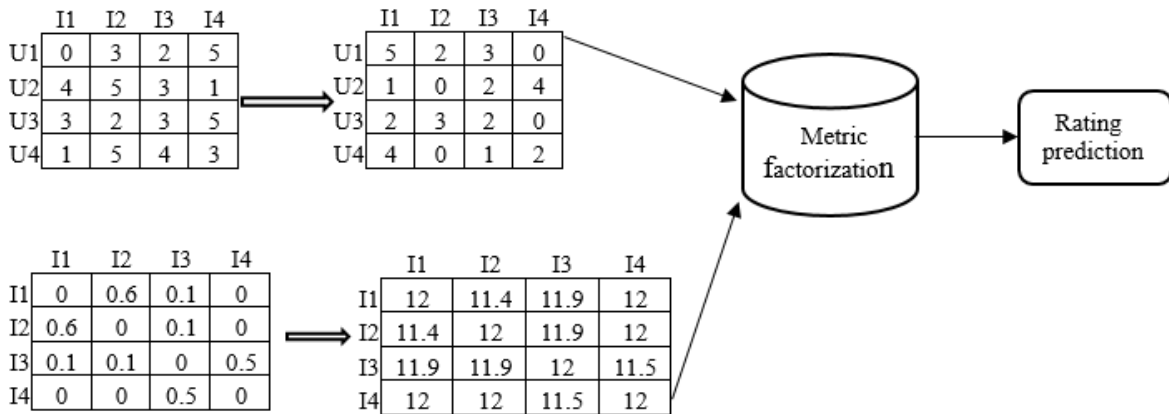 I1 I2 I3 I4
U1 0 3 2 5
U2 4 5 3 1
U3 3 2 3 5
U4 1 5 4 3
I1 I2 I3 I4
U1 5 2 3 0
U2 1 0 2 4
U3 2 3 2 0
U4 4 0 1 2
Metric
factorization
Rating
prediction
I1 I2 I3 I4
I1 0 0.6 0.1 0
I2 0.6 0 0.1 0
I3 0.1 0.1 0 0.5
I4 0 0 0.5 0
I1 I2 I3 I4
I1 12 11.4 11.9 12
I2 11.4 12 11.9 12
I3 11.9 11.9 12 11.5
I4 12 12 11.5 12